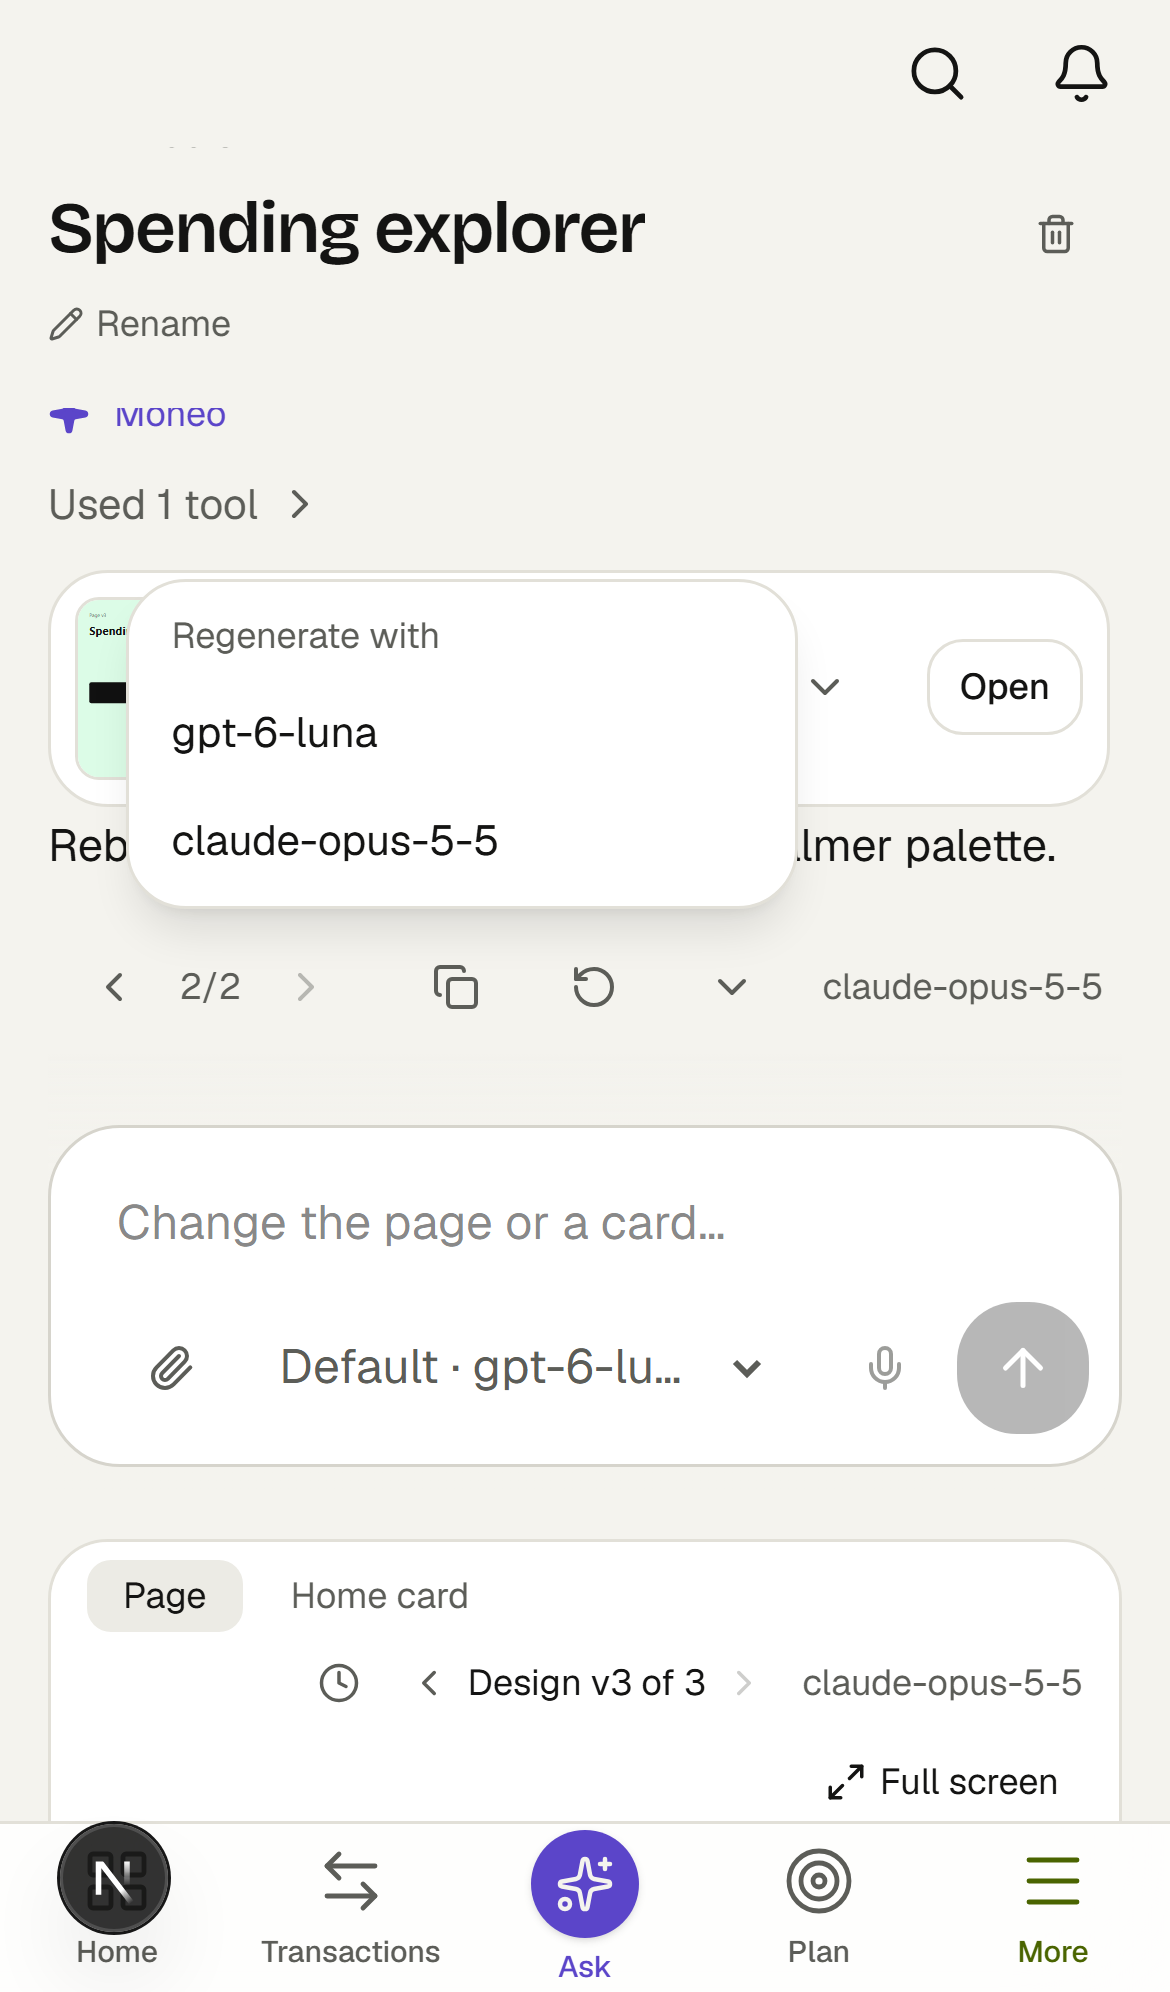 Spending explorer
Rename
Moneo
Used 1 tool
Page v3
Regenerate with
gpt-6-luna
claude-opus-5-5
Open
palette.
2/2
claude-opus-5-5
Change the page or a card...
Default · gpt-6-lu...
Page
Home card
Design v3 of 3
claude-opus-5-5
Full screen
N
Home
Transactions
Ask
Plan
More